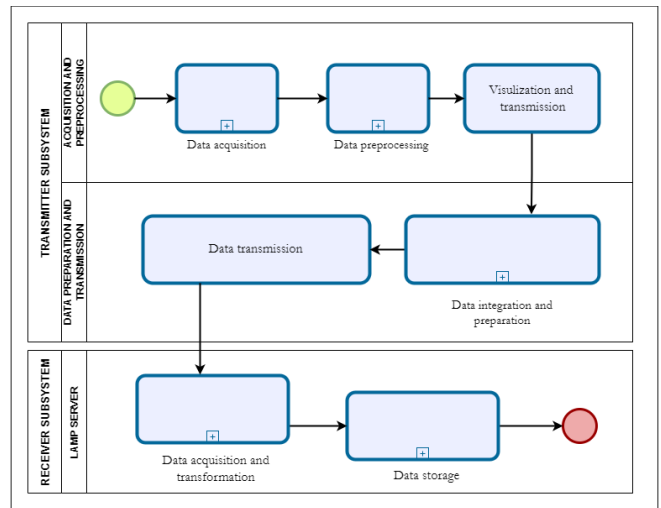 TRANSMITTER SUBSYSTEM
ACQUISITION AND
PREPROCESSING
Data acquisition
Data preprocessing
Visulization and
transmission
DATA PREPARATION AND
TRANSMISSION
Data transmission
Data integration and
preparation
RECEIVER SUBSYSTEM
LAMP SERVER
Data acquisition and
transformation
Data storage